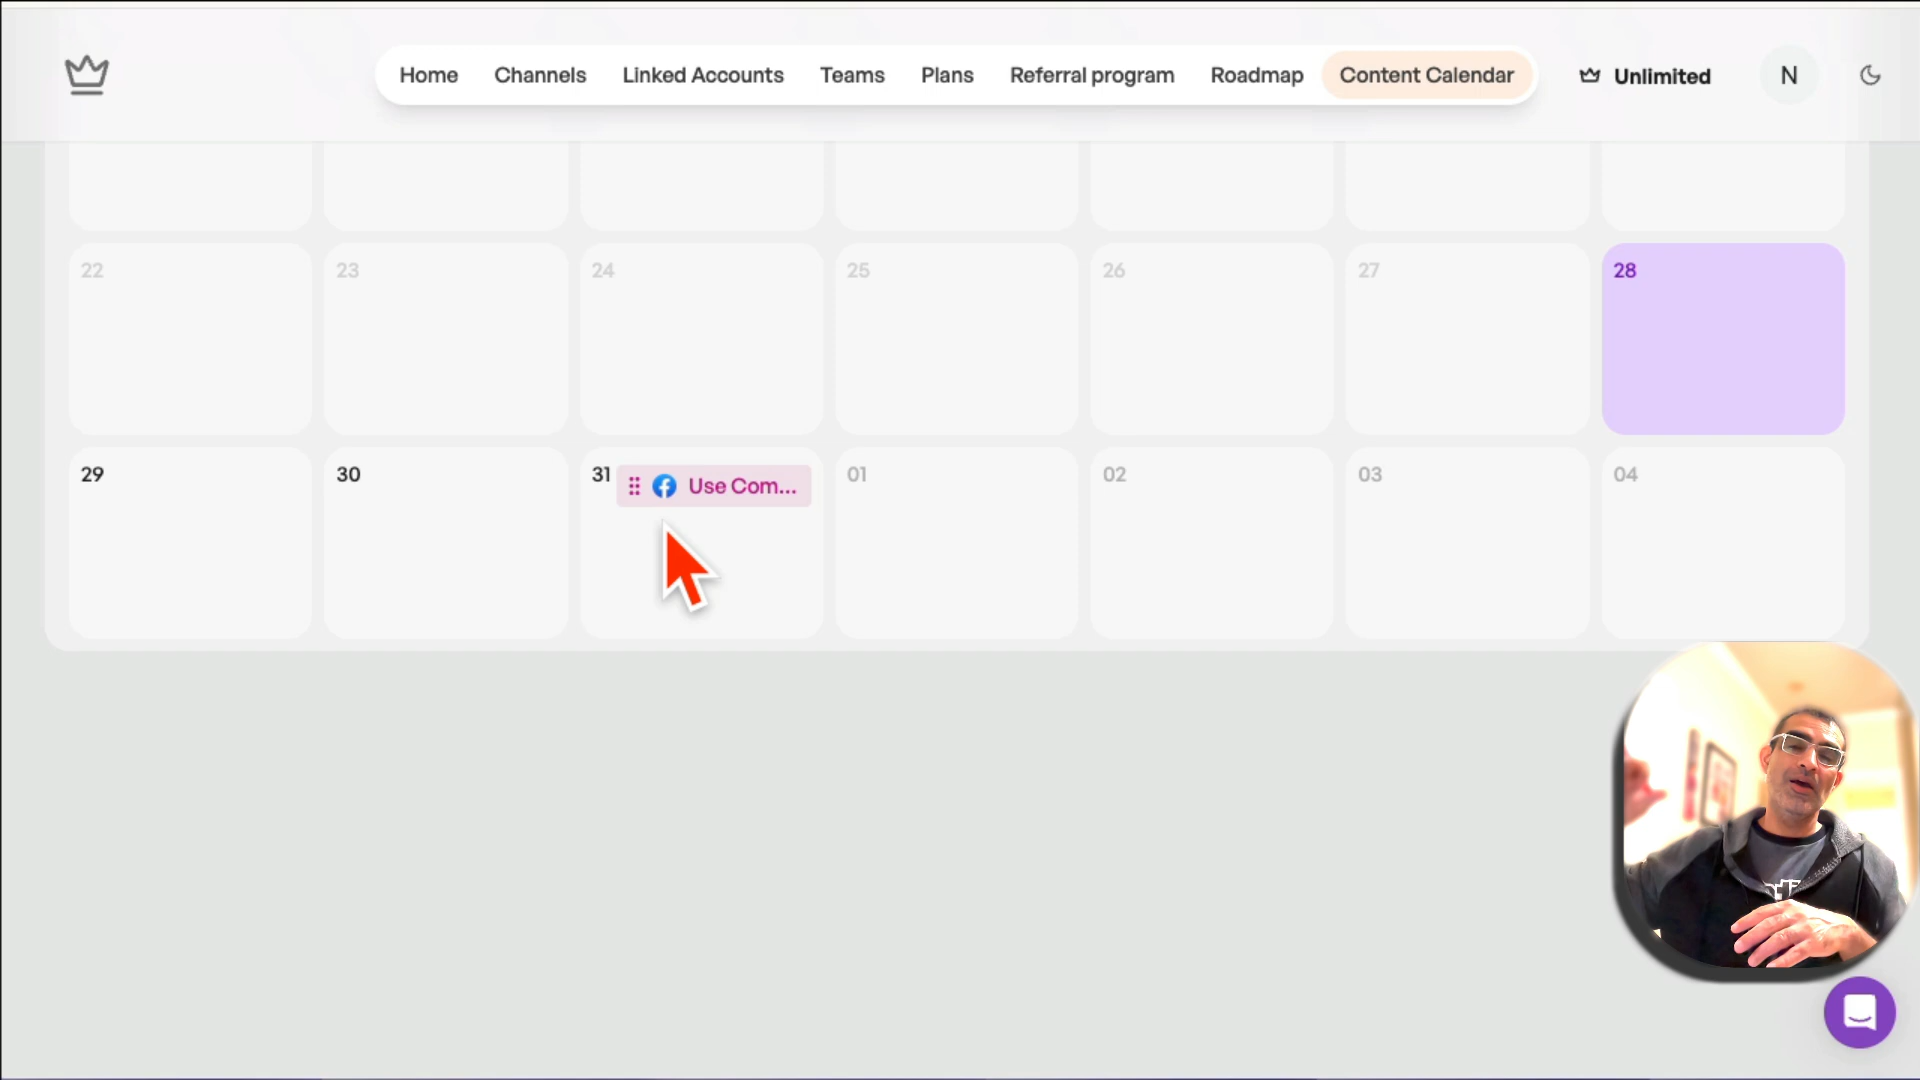 Home Channels Linked Accounts Teams Plans Referral program Roadmap Content Calendar Unlimited N
22 23 24 25 26 27 28
29 30 31 Use Com... 01 02 03 04